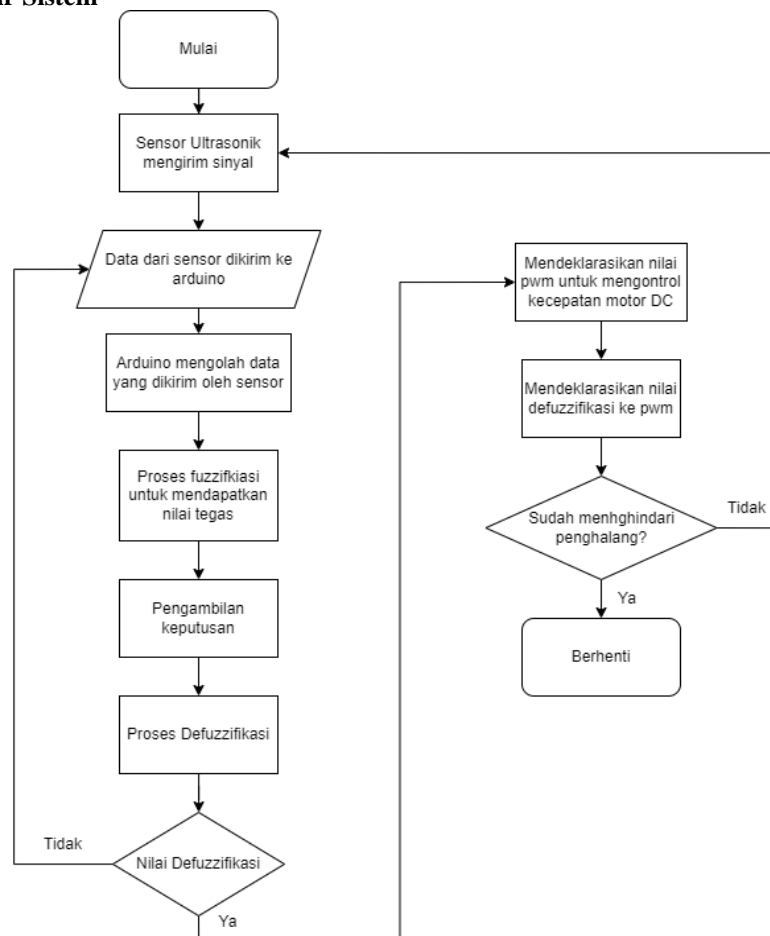 Sistem
Mulai
Sensor Ultrasonik
mengirim sinyal
Data dari sensor dikirim ke
arduino
Arduino mengolah data
yang dikirim oleh sensor
Proses fuzzifkiasi
untuk mendapatkan
nilai tegas
Pengambilan
keputusan
Proses Defuzzifikasi
Tidak
Nilai Defuzzifikasi
Ya
Mendeklarasikan nilai
pwm untuk mengontrol
kecepatan motor DC
Mendeklarasikan nilai
defuzzifikasi ke pwm
Sudah menhghindari
penghalang?
Tidak
Ya
Berhenti